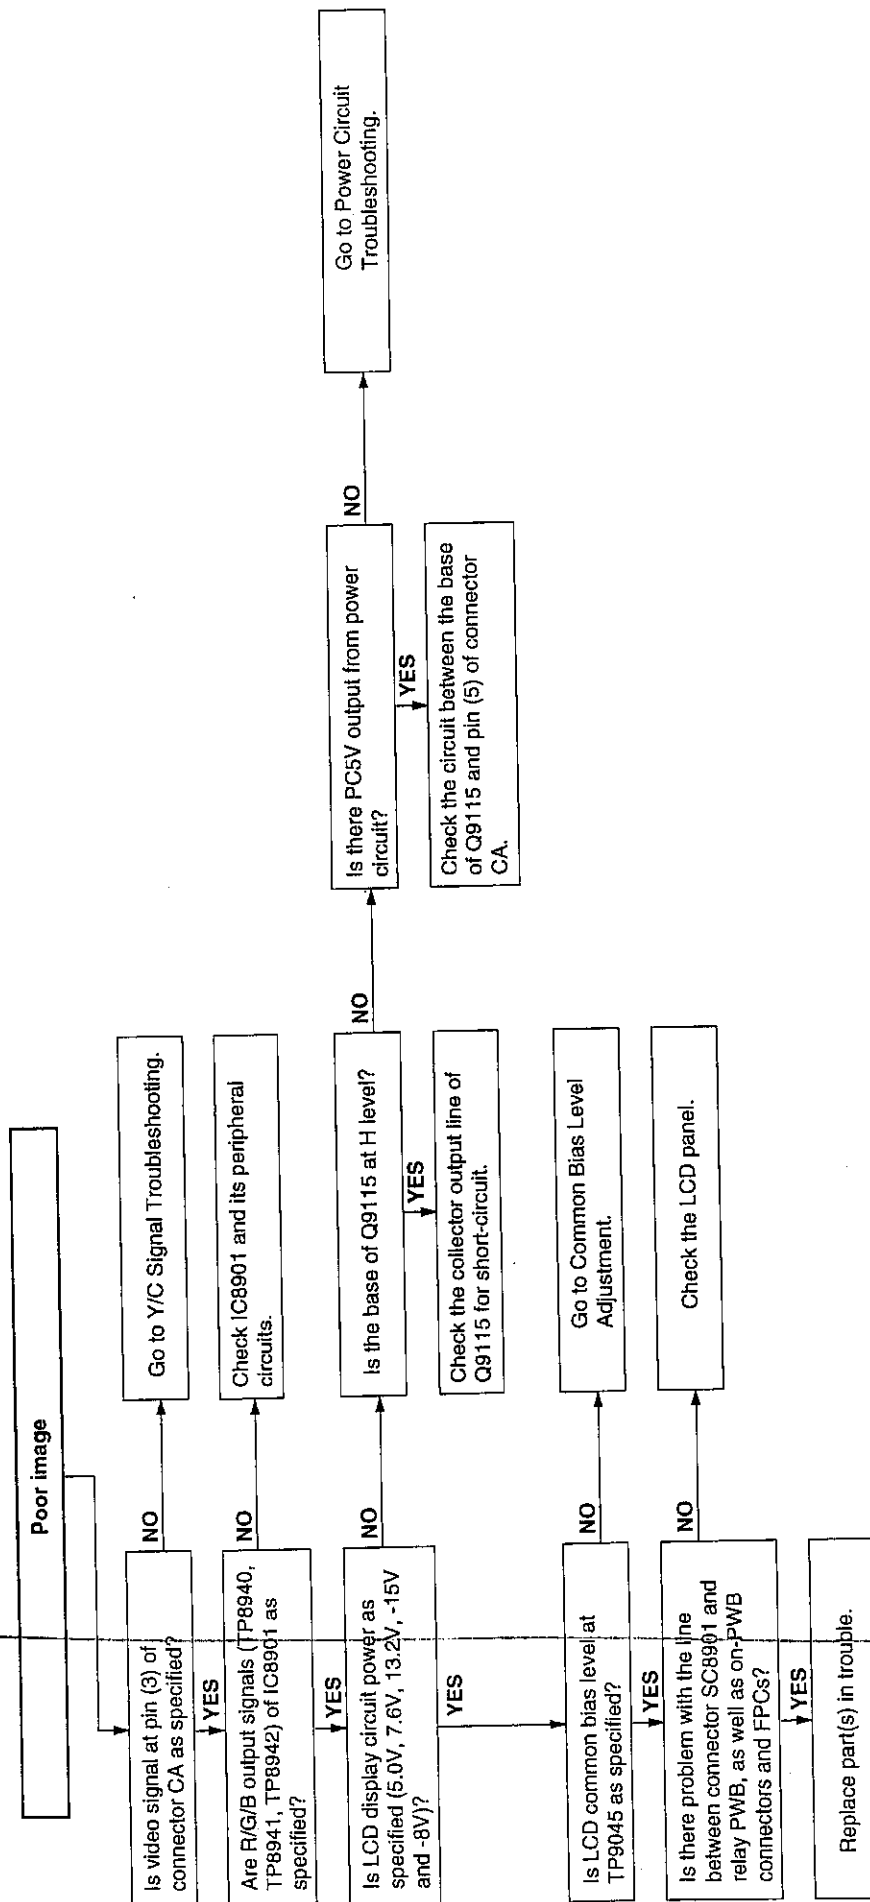 Poor image
Is video signal at pin (3) of
connector CA as specified?
NO
Go to Y/C Signal Troubleshooting.
YES
Are R/G/B output signals (TP8940,
TP8941, TP8942) of IC8901 as
specified?
NO
Check IC8901 and its peripheral
circuits.
YES
Is LCD display circuit power as
specified (5.0V, 7.6V, 13.2V, -15V
and -8V)?
NO
Is the base of Q9115 at H level?
NO
Is there PC5V output from power
circuit?
NO
Go to Power Circuit
Troubleshooting.
YES
Check the circuit between the base
of Q9115 and pin (5) of connector
CA.
YES
Check the collector output line of
Q9115 for short-circuit.
YES
Is LCD common bias level at
TP9045 as specified?
NO
Go to Common Bias Level
Adjustment.
YES
Is there problem with the line
between connector SC8901 and
relay PWB, as well as on-PWB
connectors and FPCs?
NO
Check the LCD panel.
YES
Replace part(s) in trouble.